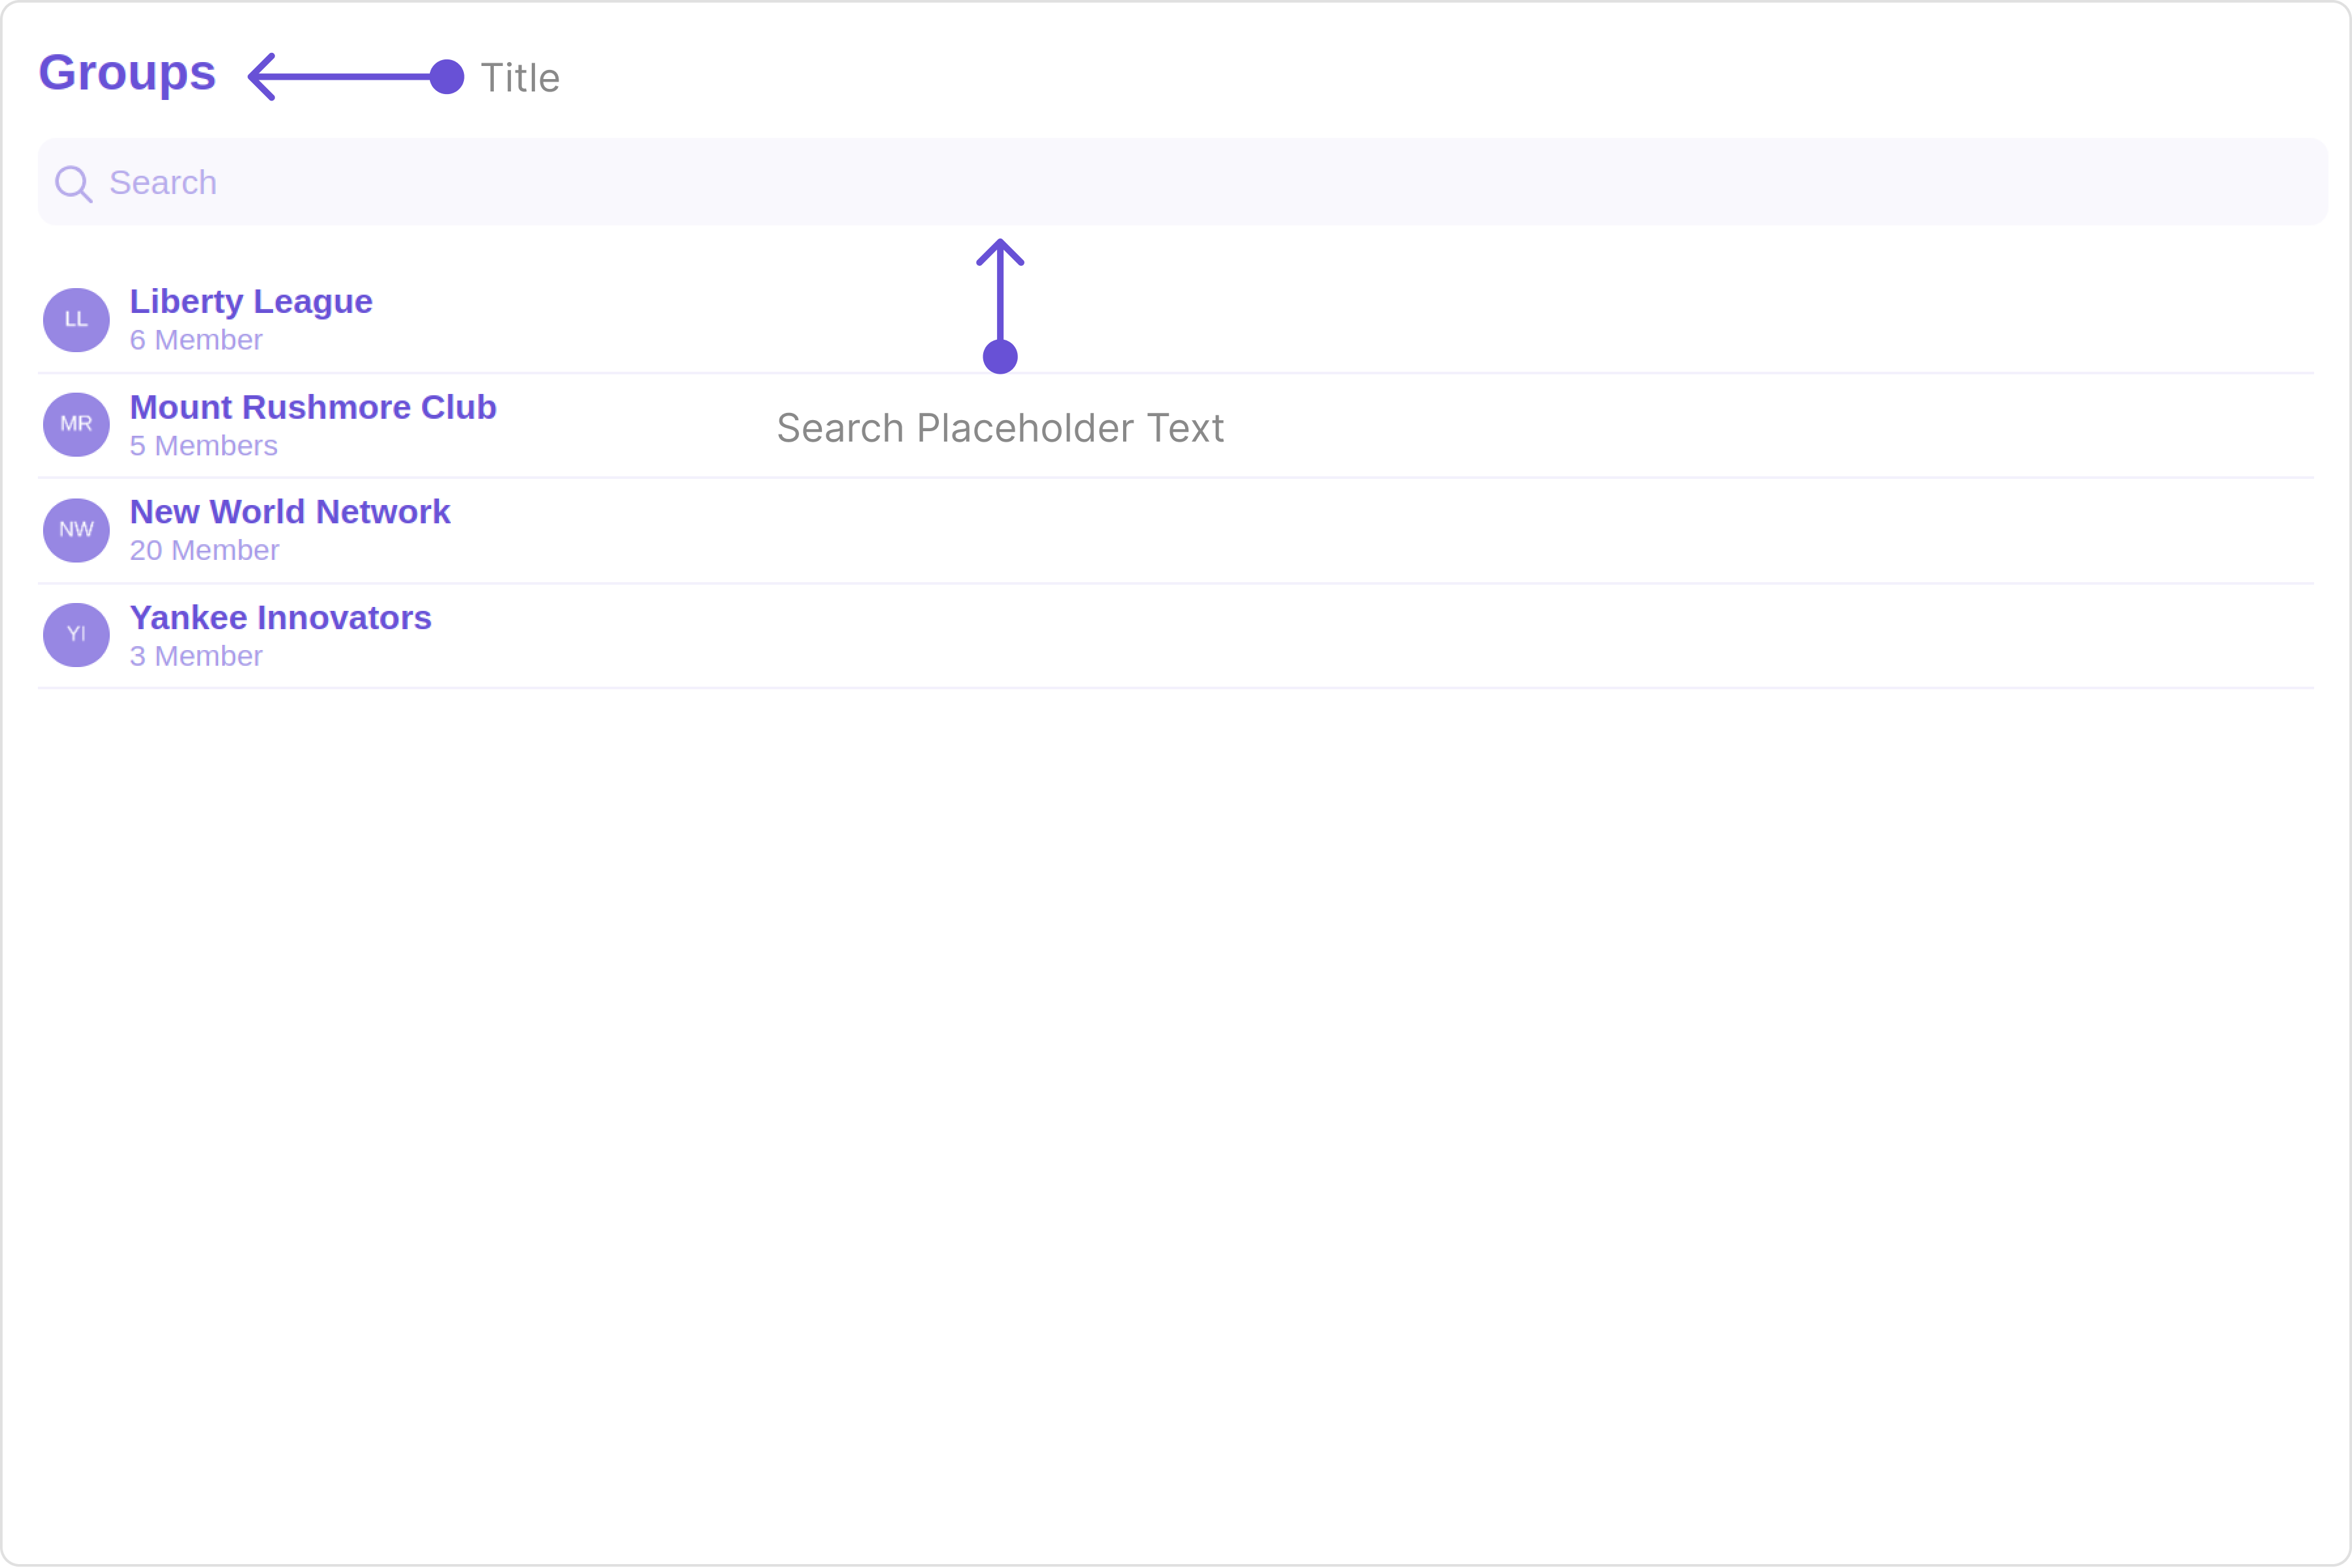 Groups
Title
Search
LL
Liberty League
6 Member
MR
Mount Rushmore Club
5 Members
Search Placeholder Text
NW
New World Network
20 Member
YI
Yankee Innovators
3 Member